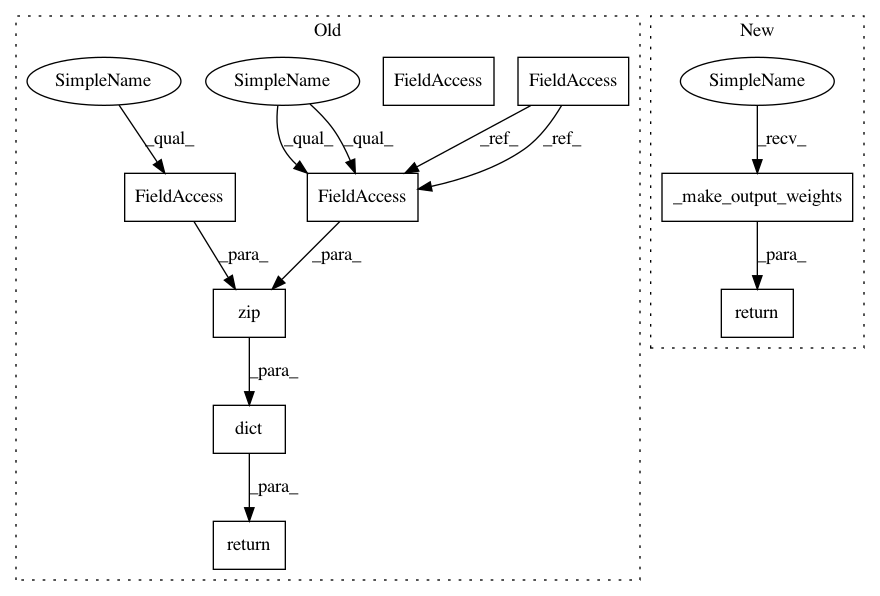 Old
New
SimpleName
SimpleName
FieldAccess
FieldAccess
SimpleName
_qual_
_qual_
_qual_
_ref_
_ref_
_recv_
FieldAccess
FieldAccess
_make_output_weights
_para_
_para_
_para_
zip
return
_para_
dict
_para_
return